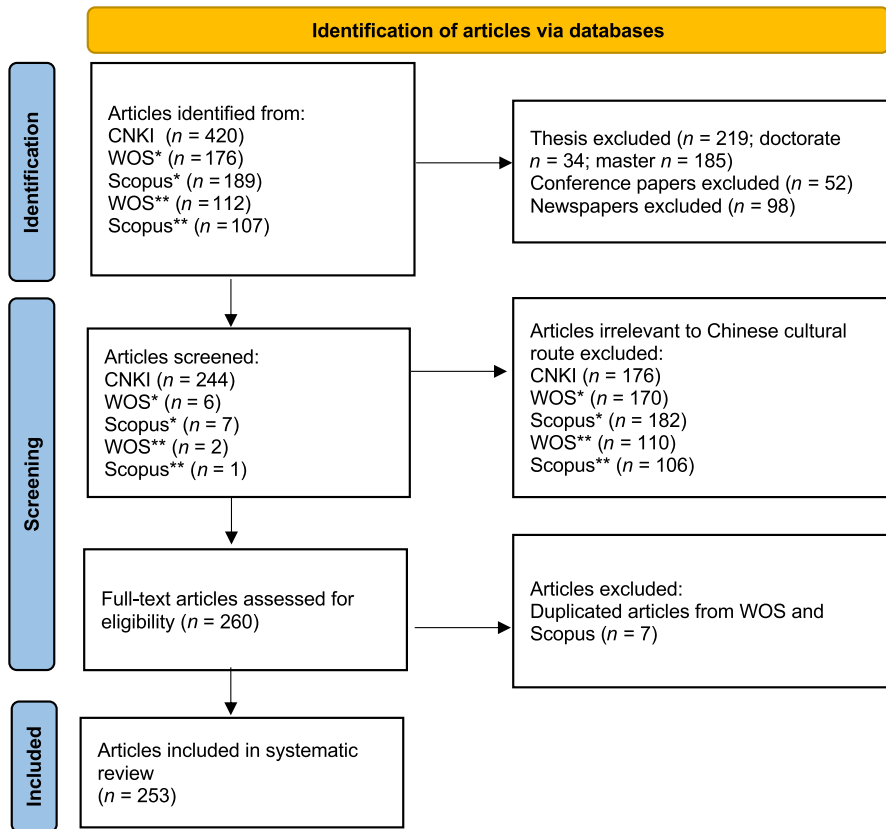 Identification of articles via databases
Identification
Articles identified from:
CNKI (n = 420)
WOS* (n = 176)
Scopus* (n = 189)
WOS** (n = 112)
Scopus** (n = 107)
Thesis excluded (n = 219; doctorate
n = 34; master n = 185)
Conference papers excluded (n = 52)
Newspapers excluded (n = 98)
Screening
Articles screened:
CNKI (n = 244)
WOS* (n = 6)
Scopus* (n = 7)
WOS** (n = 2)
Scopus** (n = 1)
Articles irrelevant to Chinese cultural
route excluded:
CNKI (n = 176)
WOS* (n = 170)
Scopus* (n = 182)
WOS** (n = 110)
Scopus** (n = 106)
Full-text articles assessed for
eligibility (n = 260)
Articles excluded:
Duplicated articles from WOS and
Scopus (n = 7)
Included
Articles included in systematic
review
(n = 253)